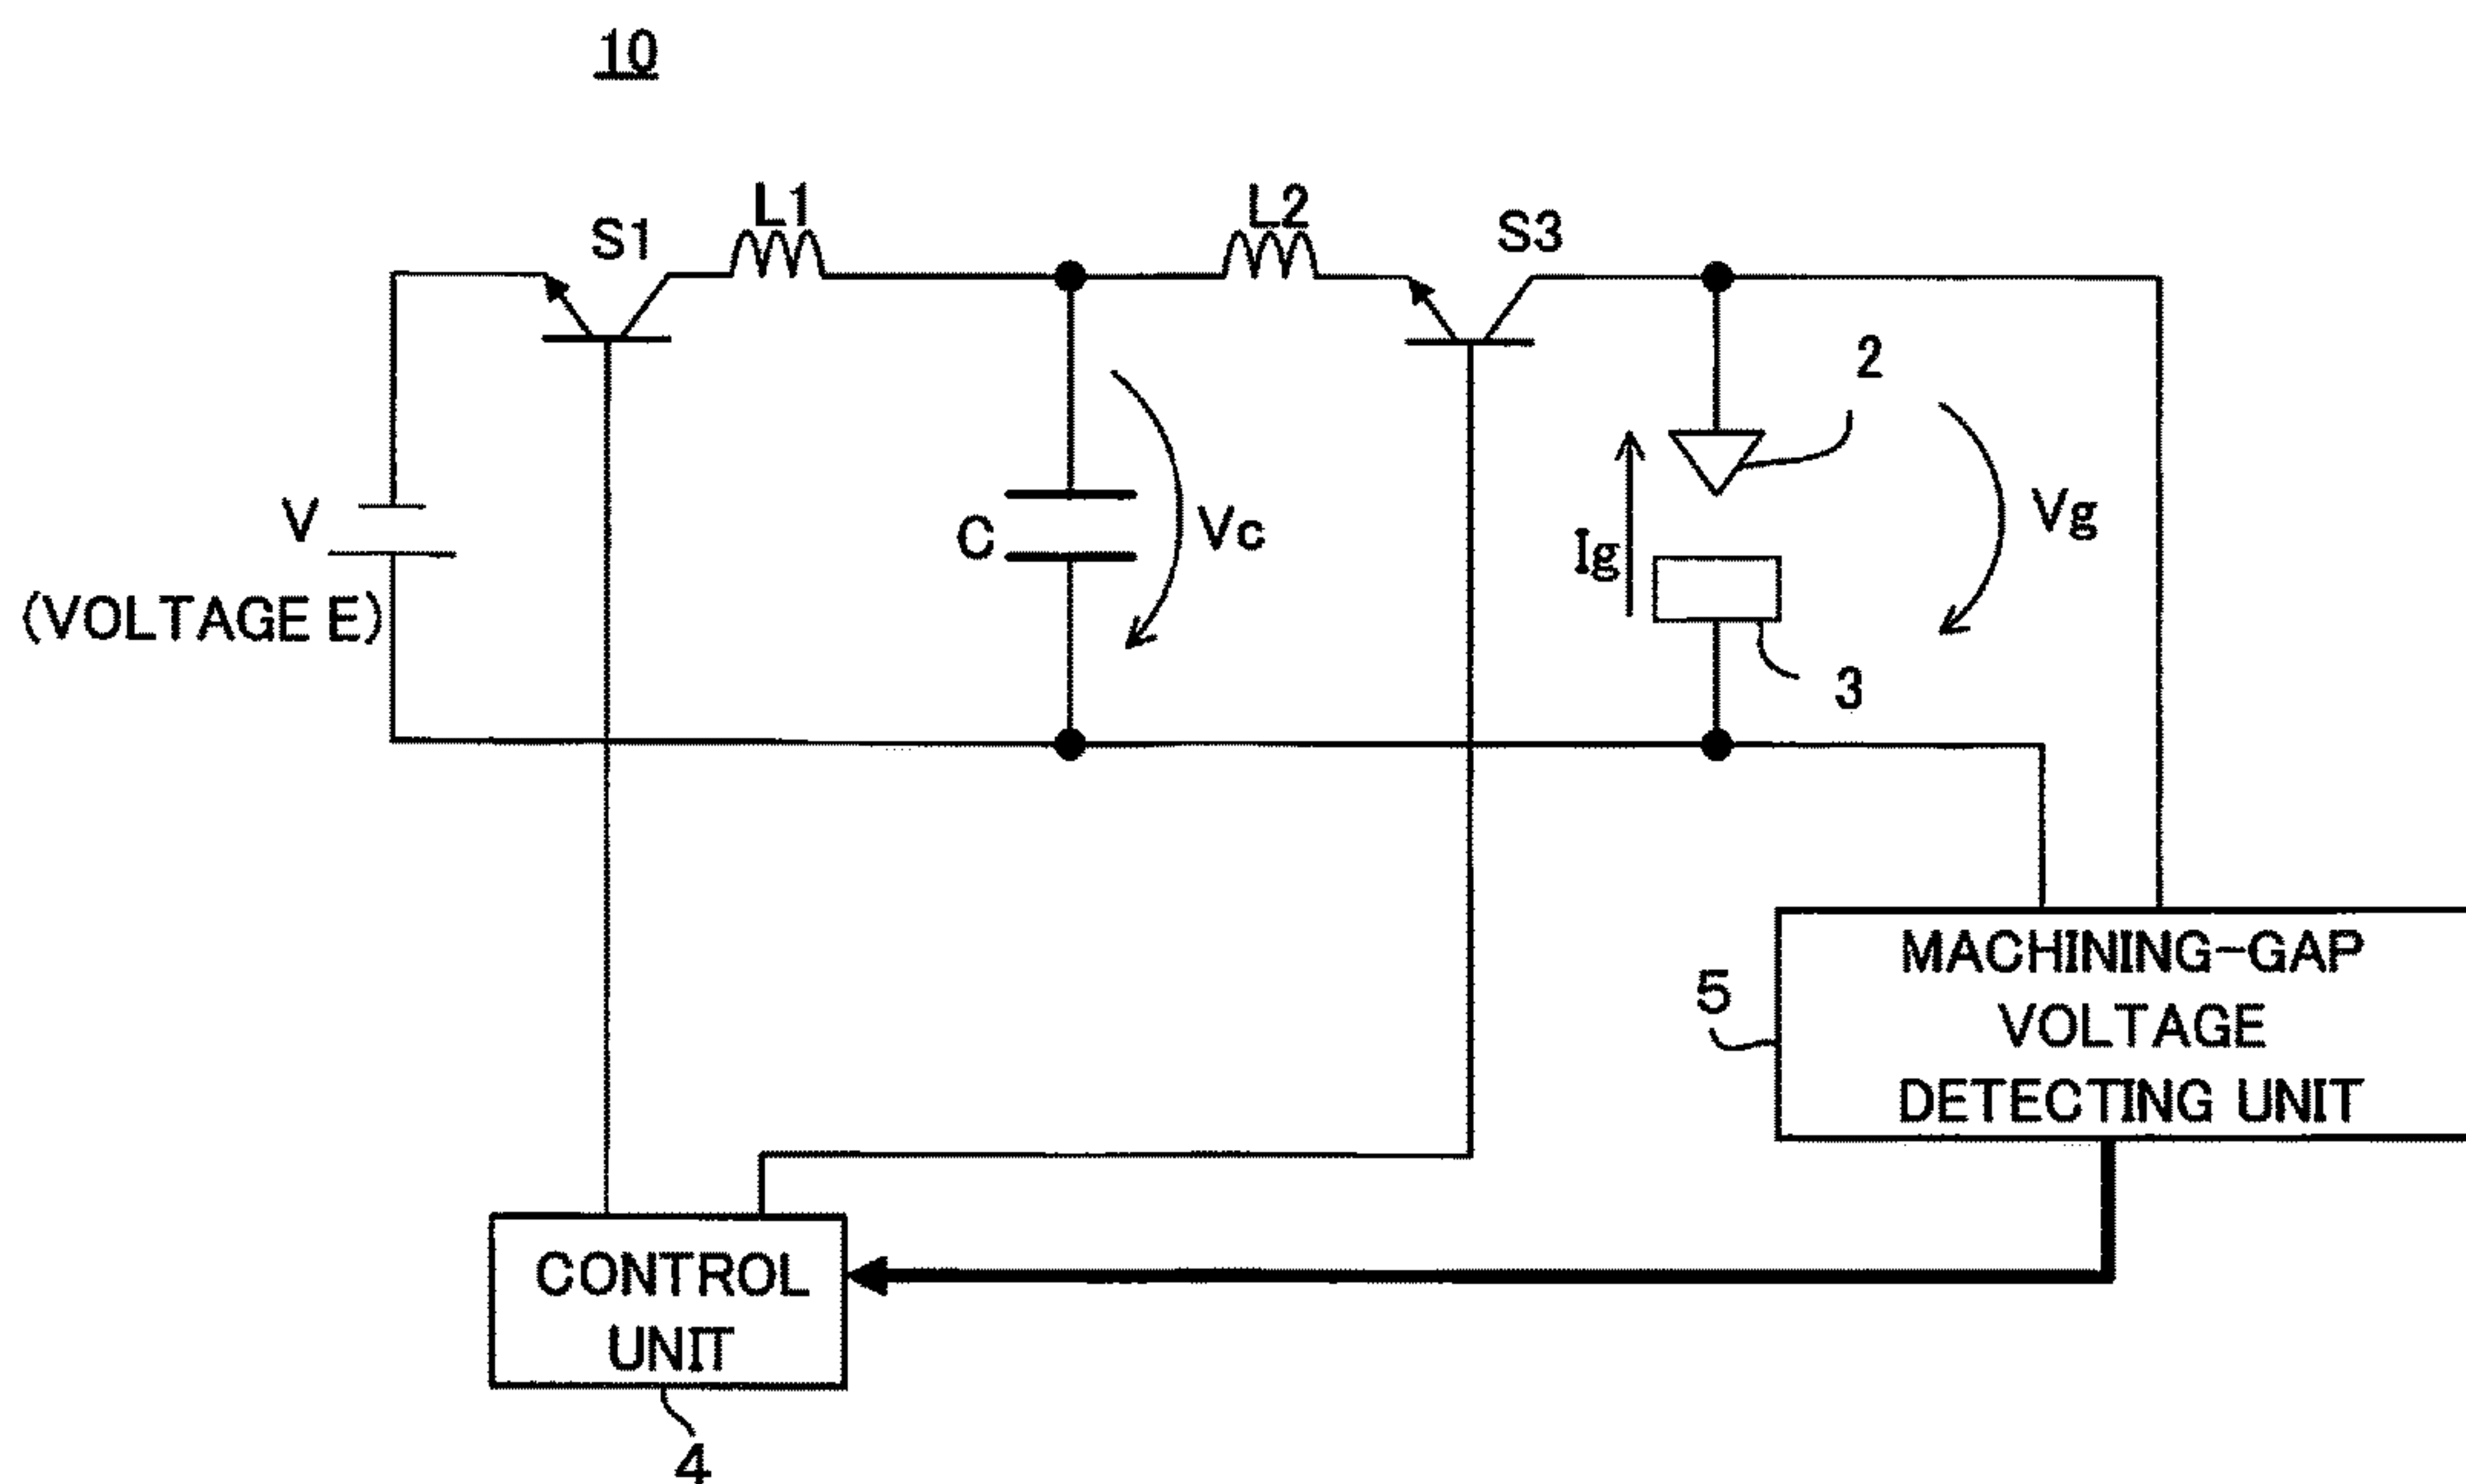 10
S1
L1
L2
S3
2
V
(VOLTAGE E)
C
Vc
Ig
Vg
3
5
MACHINING-GAP
VOLTAGE
DETECTING UNIT
CONTROL
UNIT
4